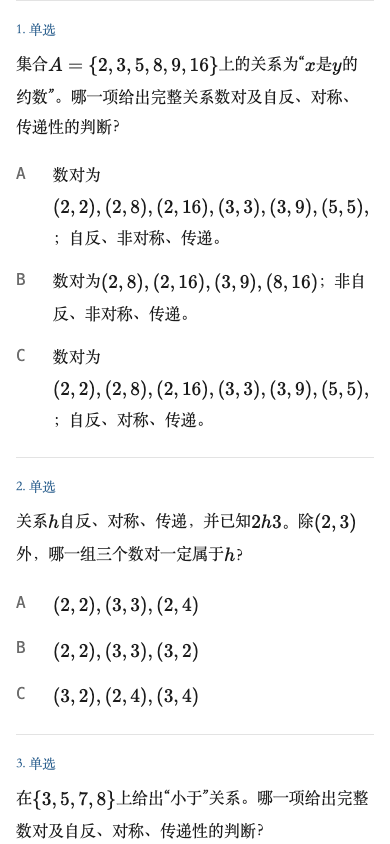 1. 单选
集合A = {2, 3, 5, 8, 9, 16}上的关系为“x是y的
约数”。哪一项给出完整关系数对及自反、对称、
传递性的判断?
A 数对为
(2, 2), (2, 8), (2, 16), (3, 3), (3, 9), (5, 5),
；自反、非对称、传递。
B 数对为(2, 8), (2, 16), (3, 9), (8, 16)；非自
反、非对称、传递。
C 数对为
(2, 2), (2, 8), (2, 16), (3, 3), (3, 9), (5, 5),
；自反、对称、传递。
2. 单选
关系h自反、对称、传递，并已知2h3。除(2, 3)
外，哪一组三个数对一定属于h?
A (2, 2), (3, 3), (2, 4)
B (2, 2), (3, 3), (3, 2)
C (3, 2), (2, 4), (3, 4)
3. 单选
在{3, 5, 7, 8}上给出“小于”关系。哪一项给出完整
数对及自反、对称、传递性的判断?